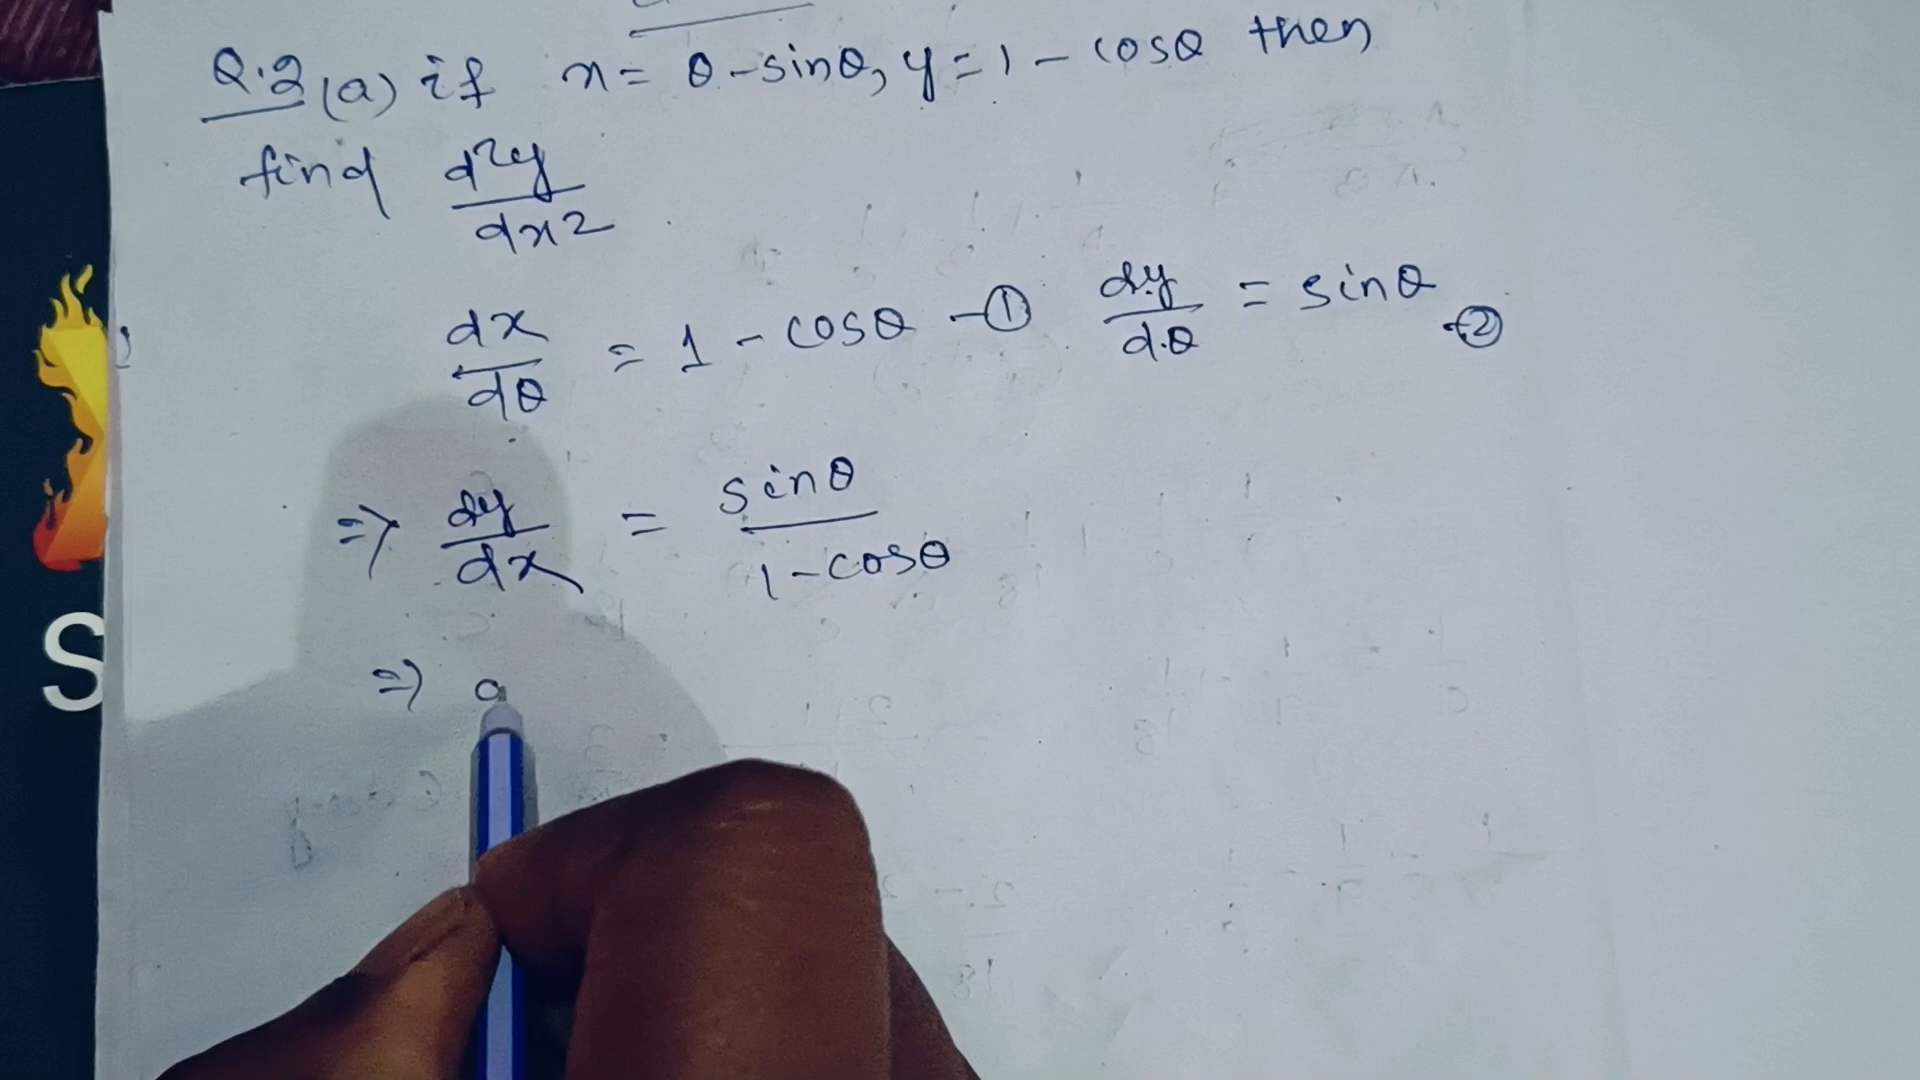 Q.2 (a) if x = θ - sinθ, y = 1 - cosθ then
find d²y/dx²
dx/dθ = 1 - cosθ —① dy/dθ = sinθ —②
⇒ dy/dx = sinθ/1-cosθ
⇒
S